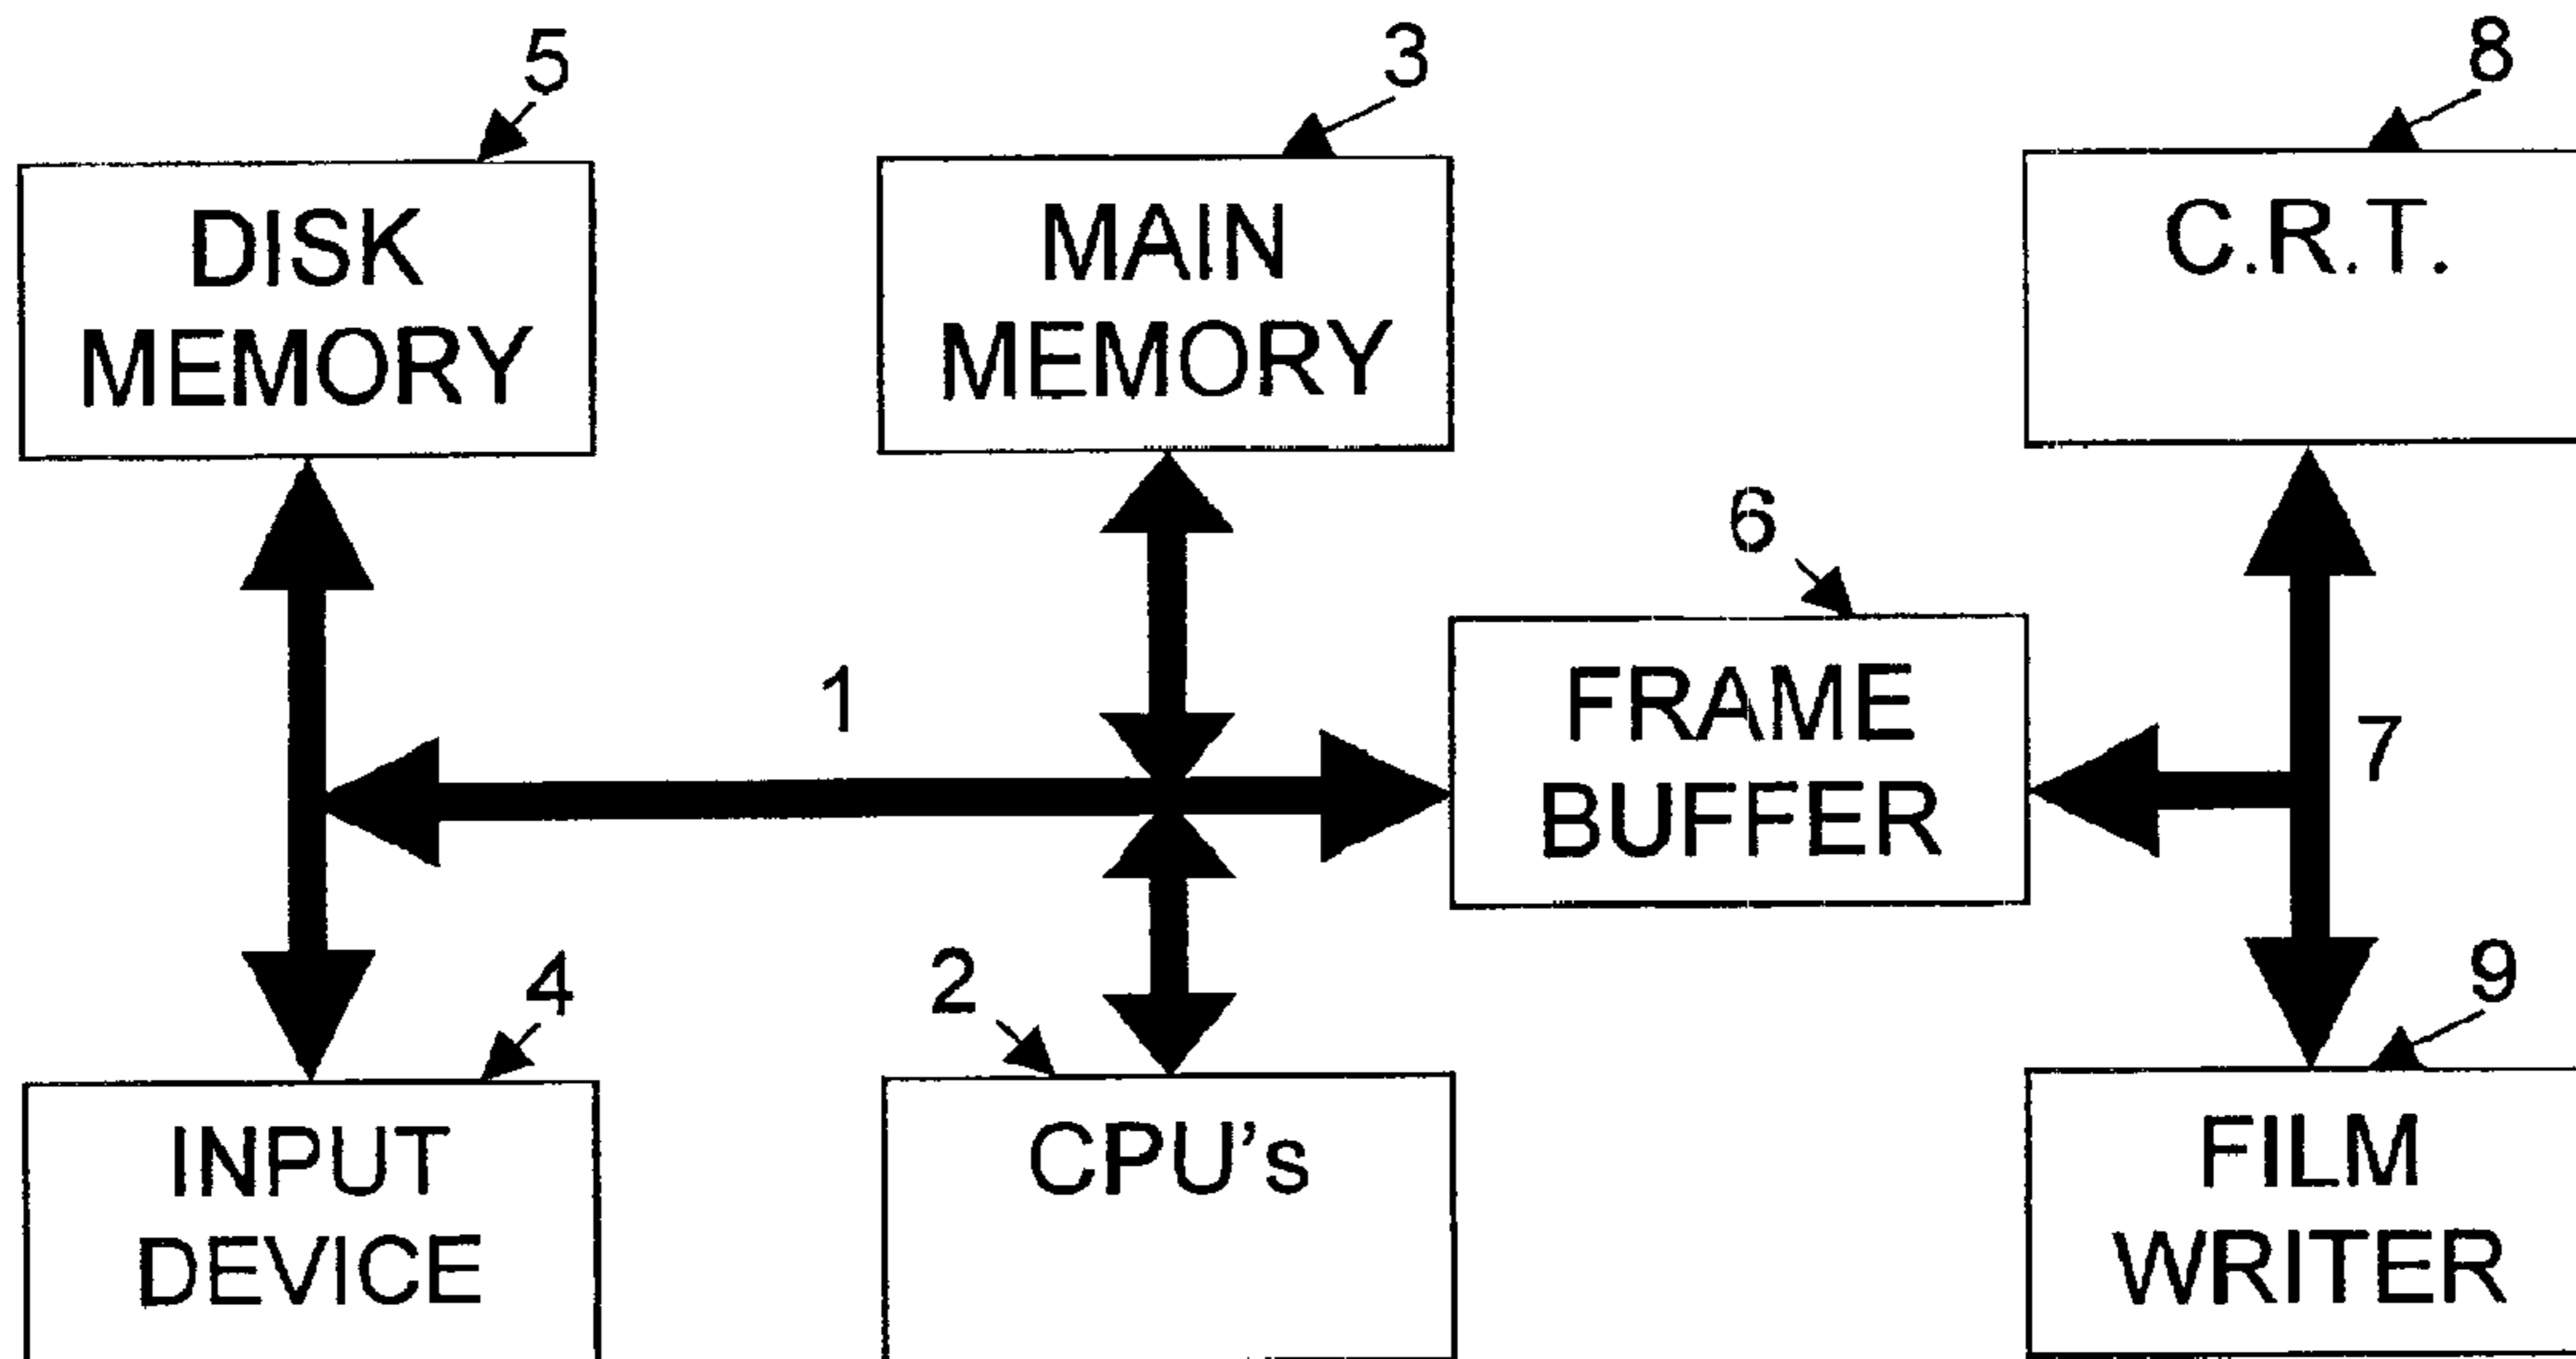 5
3
8
DISK
MEMORY
MAIN
MEMORY
C.R.T.
6
1
FRAME
BUFFER
7
4
2
9
INPUT
DEVICE
CPU's
FILM
WRITER